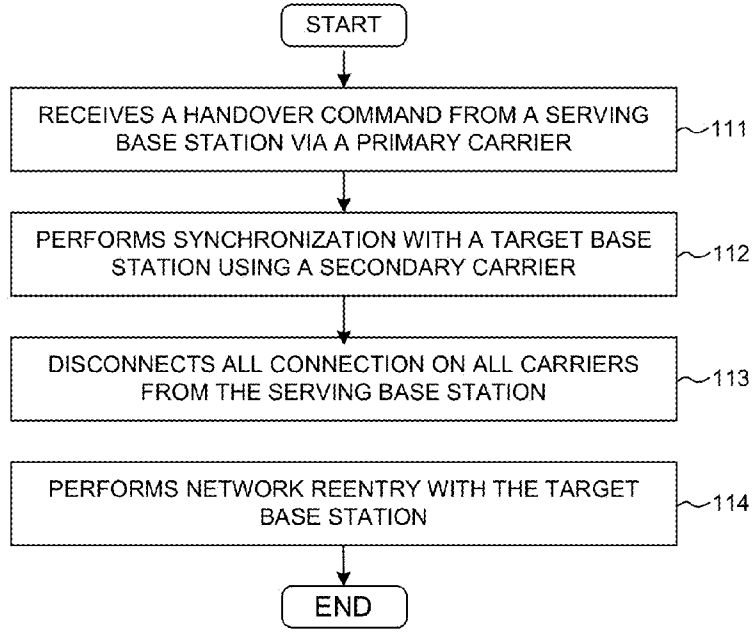 START
RECEIVES A HANDOVER COMMAND FROM A SERVING
BASE STATION VIA A PRIMARY CARRIER
111
PERFORMS SYNCHRONIZATION WITH A TARGET BASE
STATION USING A SECONDARY CARRIER
112
DISCONNECTS ALL CONNECTION ON ALL CARRIERS
FROM THE SERVING BASE STATION
113
PERFORMS NETWORK REENTRY WITH THE TARGET
BASE STATION
114
END